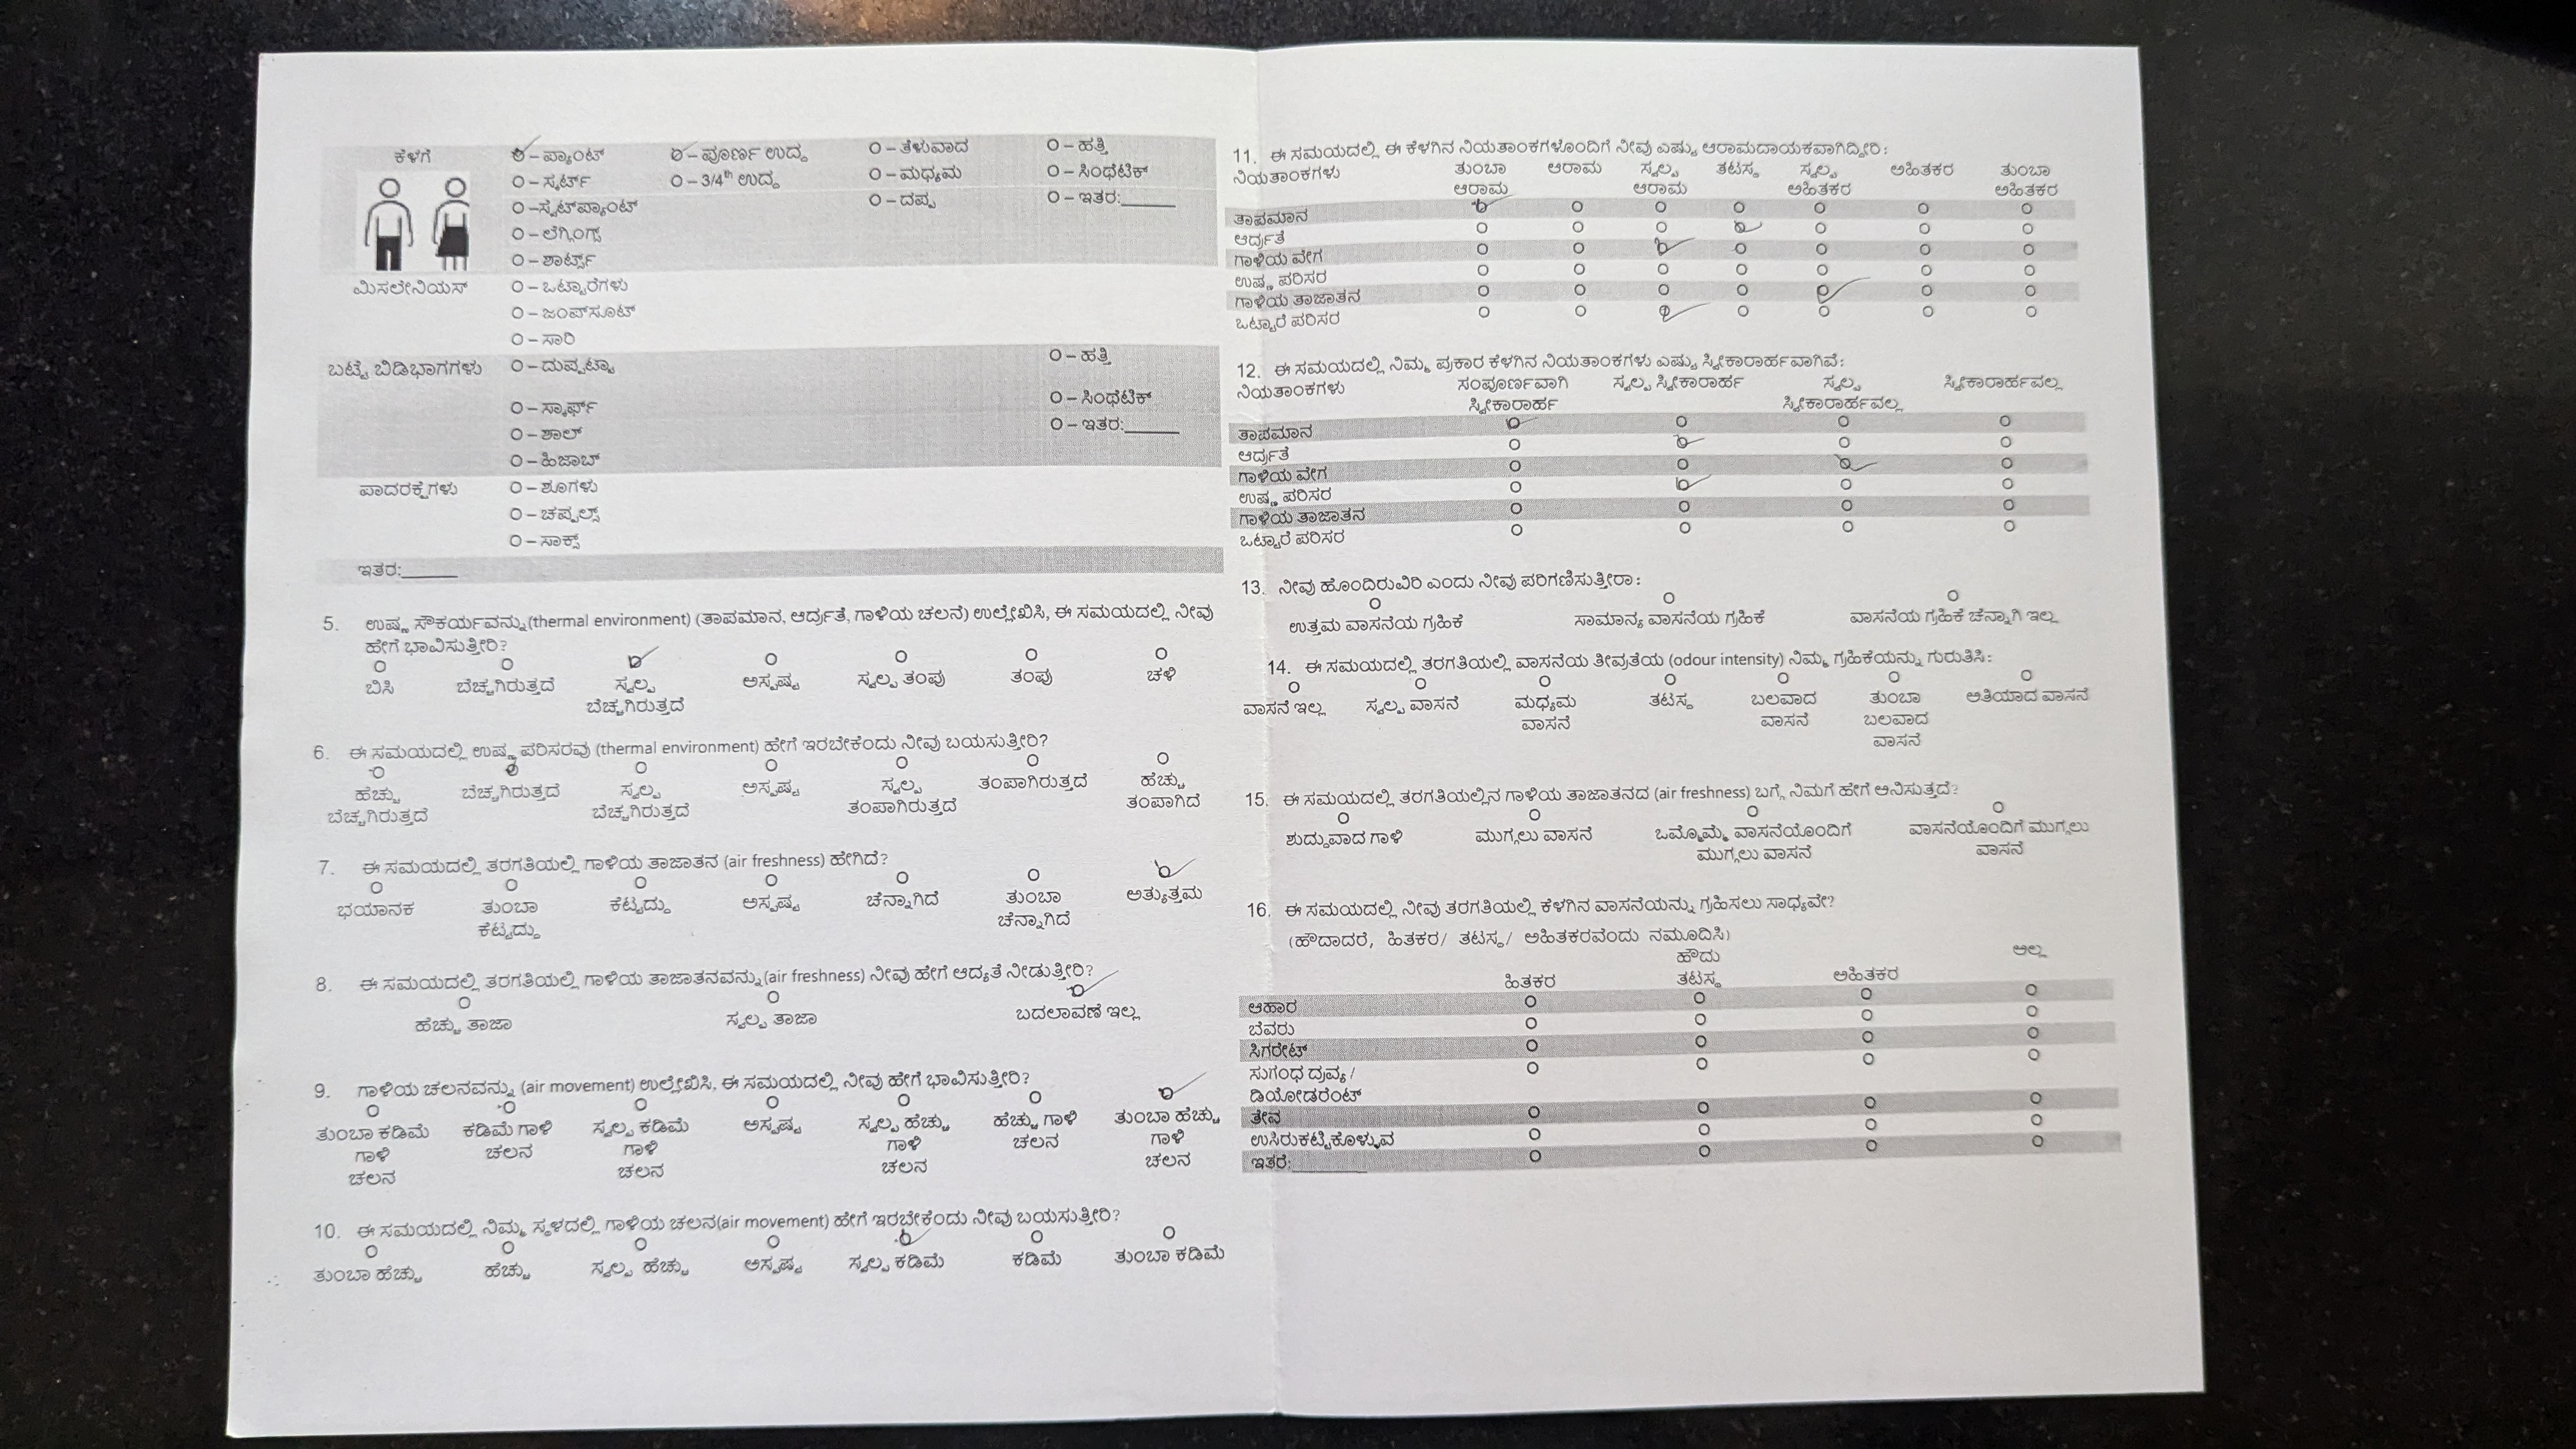 ಕೆಳಗೆ O – ಪ್ಯಾಂಟ್ O – ಪೂರ್ಣ ಉದ್ದ O – ತೆಳುವಾದ O – ಹತ್ತಿ
O – ಸ್ಕರ್ಟ್ O – 3/4th ಉದ್ದ O – ಮಧ್ಯಮ O – ಸಿಂಥೆಟಿಕ್
O –ಸ್ವೆಟ್‌ಪ್ಯಾಂಟ್ O – ದಪ್ಪ O – ಇತರ:______
O – ಲೆಗ್ಗಿಂಗ್ಸ್
O – ಶಾರ್ಟ್ಸ್
ಮಿಸಲೇನಿಯಸ್ O – ಒಟ್ಟಾರೆಗಳು
O – ಜಂಪ್‌ಸೂಟ್
O – ಸಾರಿ
ಬಟ್ಟೆ ಬಿಡಿಭಾಗಗಳು O – ದುಪ್ಪಟ್ಟಾ O – ಹತ್ತಿ
O – ಸ್ಕಾರ್ಫ್ O – ಸಿಂಥೆಟಿಕ್
O – ಶಾಲ್ O – ಇತರ:______
O – ಹಿಜಾಬ್
ಪಾದರಕ್ಷೆಗಳು O – ಶೂಗಳು
O – ಚಪ್ಪಲ್ಸ್
O – ಸಾಕ್ಸ್
ಇತರ:______
5. ಉಷ್ಣ ಸೌಕರ್ಯವನ್ನು(thermal environment) (ತಾಪಮಾನ, ಆರ್ದ್ರತೆ, ಗಾಳಿಯ ಚಲನೆ) ಉಲ್ಲೇಖಿಸಿ, ಈ ಸಮಯದಲ್ಲಿ ನೀವು
ಹೇಗೆ ಭಾವಿಸುತ್ತೀರಿ?
O O O O O O O
ಬಿಸಿ ಬೆಚ್ಚಗಿರುತ್ತದೆ ಸ್ವಲ್ಪ ಅಸ್ಪಷ್ಟ ಸ್ವಲ್ಪ ತಂಪು ತಂಪು ಚಳಿ
ಬೆಚ್ಚಗಿರುತ್ತದೆ
6. ಈ ಸಮಯದಲ್ಲಿ ಉಷ್ಣ ಪರಿಸರವು (thermal environment) ಹೇಗೆ ಇರಬೇಕೆಂದು ನೀವು ಬಯಸುತ್ತೀರಿ?
O O O O O O O
ಹೆಚ್ಚು ಬೆಚ್ಚಗಿರುತ್ತದೆ ಸ್ವಲ್ಪ ಅಸ್ಪಷ್ಟ ಸ್ವಲ್ಪ ತಂಪಾಗಿರುತ್ತದೆ ಹೆಚ್ಚು
ಬೆಚ್ಚಗಿರುತ್ತದೆ ಬೆಚ್ಚಗಿರುತ್ತದೆ ತಂಪಾಗಿರುತ್ತದೆ ತಂಪಾಗಿದೆ
7. ಈ ಸಮಯದಲ್ಲಿ ತರಗತಿಯಲ್ಲಿ ಗಾಳಿಯ ತಾಜಾತನ (air freshness) ಹೇಗಿದೆ?
O O O O O O O
ಭಯಾನಕ ತುಂಬಾ ಕೆಟ್ಟದ್ದು ಅಸ್ಪಷ್ಟ ಚೆನ್ನಾಗಿದೆ ತುಂಬಾ ಅತ್ಯುತ್ತಮ
ಕೆಟ್ಟದ್ದು ಚೆನ್ನಾಗಿದೆ
8. ಈ ಸಮಯದಲ್ಲಿ ತರಗತಿಯಲ್ಲಿ ಗಾಳಿಯ ತಾಜಾತನವನ್ನು(air freshness) ನೀವು ಹೇಗೆ ಆದ್ಯತೆ ನೀಡುತ್ತೀರಿ?
O O O
ಹೆಚ್ಚು ತಾಜಾ ಸ್ವಲ್ಪ ತಾಜಾ ಬದಲಾವಣೆ ಇಲ್ಲ
9. ಗಾಳಿಯ ಚಲನವನ್ನು (air movement) ಉಲ್ಲೇಖಿಸಿ, ಈ ಸಮಯದಲ್ಲಿ ನೀವು ಹೇಗೆ ಭಾವಿಸುತ್ತೀರಿ?
O O O O O O O
ತುಂಬಾ ಕಡಿಮೆ ಕಡಿಮೆ ಗಾಳಿ ಸ್ವಲ್ಪ ಕಡಿಮೆ ಅಸ್ಪಷ್ಟ ಸ್ವಲ್ಪ ಹೆಚ್ಚು ಹೆಚ್ಚು ಗಾಳಿ ತುಂಬಾ ಹೆಚ್ಚು
ಗಾಳಿ ಚಲನ ಗಾಳಿ ಗಾಳಿ ಚಲನ ಗಾಳಿ
ಚಲನ ಚಲನ ಚಲನ ಚಲನ
10. ಈ ಸಮಯದಲ್ಲಿ ನಿಮ್ಮ ಸ್ಥಳದಲ್ಲಿ ಗಾಳಿಯ ಚಲನ(air movement) ಹೇಗೆ ಇರಬೇಕೆಂದು ನೀವು ಬಯಸುತ್ತೀರಿ?
O O O O O O O
ತುಂಬಾ ಹೆಚ್ಚು ಹೆಚ್ಚು ಸ್ವಲ್ಪ ಹೆಚ್ಚು ಅಸ್ಪಷ್ಟ ಸ್ವಲ್ಪ ಕಡಿಮೆ ಕಡಿಮೆ ತುಂಬಾ ಕಡಿಮೆ
11. ಈ ಸಮಯದಲ್ಲಿ ಈ ಕೆಳಗಿನ ನಿಯತಾಂಕಗಳೊಂದಿಗೆ ನೀವು ಎಷ್ಟು ಆರಾಮದಾಯಕವಾಗಿದ್ದೀರಿ:
ನಿಯತಾಂಕಗಳು ತುಂಬಾ ಆರಾಮ ಸ್ವಲ್ಪ ತಟಸ್ಥ ಸ್ವಲ್ಪ ಅಹಿತಕರ ತುಂಬಾ
ಆರಾಮ ಆರಾಮ ಅಹಿತಕರ ಅಹಿತಕರ
ತಾಪಮಾನ O O O O O O O
ಆರ್ದ್ರತೆ O O O O O O O
ಗಾಳಿಯ ವೇಗ O O O O O O O
ಉಷ್ಣ ಪರಿಸರ O O O O O O O
ಗಾಳಿಯ ತಾಜಾತನ O O O O O O O
ಒಟ್ಟಾರೆ ಪರಿಸರ O O O O O O O
12. ಈ ಸಮಯದಲ್ಲಿ ನಿಮ್ಮ ಪ್ರಕಾರ ಕೆಳಗಿನ ನಿಯತಾಂಕಗಳು ಎಷ್ಟು ಸ್ವೀಕಾರಾರ್ಹವಾಗಿವೆ:
ನಿಯತಾಂಕಗಳು ಸಂಪೂರ್ಣವಾಗಿ ಸ್ವಲ್ಪ ಸ್ವೀಕಾರಾರ್ಹ ಸ್ವಲ್ಪ ಸ್ವೀಕಾರಾರ್ಹವಲ್ಲ
ಸ್ವೀಕಾರಾರ್ಹ ಸ್ವೀಕಾರಾರ್ಹವಲ್ಲ
ತಾಪಮಾನ O O O O
ಆರ್ದ್ರತೆ O O O O
ಗಾಳಿಯ ವೇಗ O O O O
ಉಷ್ಣ ಪರಿಸರ O O O O
ಗಾಳಿಯ ತಾಜಾತನ O O O O
ಒಟ್ಟಾರೆ ಪರಿಸರ O O O O
13. ನೀವು ಹೊಂದಿರುವಿರಿ ಎಂದು ನೀವು ಪರಿಗಣಿಸುತ್ತೀರಾ:
O O O
ಉತ್ತಮ ವಾಸನೆಯ ಗ್ರಹಿಕೆ ಸಾಮಾನ್ಯ ವಾಸನೆಯ ಗ್ರಹಿಕೆ ವಾಸನೆಯ ಗ್ರಹಿಕೆ ಚೆನ್ನಾಗಿ ಇಲ್ಲ
14. ಈ ಸಮಯದಲ್ಲಿ ತರಗತಿಯಲ್ಲಿ ವಾಸನೆಯ ತೀವ್ರತೆಯ (odour intensity) ನಿಮ್ಮ ಗ್ರಹಿಕೆಯನ್ನು ಗುರುತಿಸಿ:
O O O O O O O
ವಾಸನೆ ಇಲ್ಲ ಸ್ವಲ್ಪ ವಾಸನೆ ಮಧ್ಯಮ ತಟಸ್ಥ ಬಲವಾದ ತುಂಬಾ ಅತಿಯಾದ ವಾಸನೆ
ವಾಸನೆ ವಾಸನೆ ಬಲವಾದ
ವಾಸನೆ
15. ಈ ಸಮಯದಲ್ಲಿ ತರಗತಿಯಲ್ಲಿನ ಗಾಳಿಯ ತಾಜಾತನದ (air freshness) ಬಗ್ಗೆ ನಿಮಗೆ ಹೇಗೆ ಅನಿಸುತ್ತದೆ?
O O O O
ಶುದ್ಧುವಾದ ಗಾಳಿ ಮುಗ್ಗಲು ವಾಸನೆ ಒಮ್ಮೊಮ್ಮೆ ವಾಸನೆಯೊಂದಿಗೆ ವಾಸನೆಯೊಂದಿಗೆ ಮುಗ್ಗಲು
ಮುಗ್ಗಲು ವಾಸನೆ ವಾಸನೆ
16. ಈ ಸಮಯದಲ್ಲಿ ನೀವು ತರಗತಿಯಲ್ಲಿ ಕೆಳಗಿನ ವಾಸನೆಯನ್ನು ಗ್ರಹಿಸಲು ಸಾಧ್ಯವೇ?
(ಹೌದಾದರೆ, ಹಿತಕರ/ ತಟಸ್ಥ/ ಅಹಿತಕರವೆಂದು ನಮೂದಿಸಿ)
ಹೌದು ಅಲ್ಲ
ಹಿತಕರ ತಟಸ್ಥ ಅಹಿತಕರ
ಆಹಾರ O O O O
ಬೆವರು O O O O
ಸಿಗರೇಟ್ O O O O
ಸುಗಂಧ ದ್ರವ್ಯ / O O O O
ಡಿಯೋಡರೆಂಟ್
ತೇವ O O O O
ಉಸಿರುಕಟ್ಟಿಕೊಳ್ಳುವ O O O O
ಇತರೆ:________ O O O O